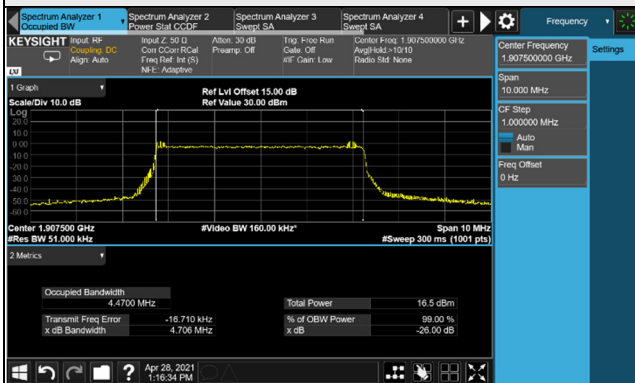 Spectrum Analyzer 1
Occupied BW
Spectrum Analyzer 2
Power Stat CCDF
Spectrum Analyzer 3
Swept SA
Spectrum Analyzer 4
Swept SA
Frequency
KEYSIGHT
Input: RF
Coupling: DC
Align: Auto
Input Z: 50 Ω
Corr CCorr RCal
Freq Ref: Int (S)
NFE: Adaptive
Atten: 30 dB
Preamp: Off
Trig: Free Run
Gate: Off
#IF Gain: Low
Center Freq: 1.907500000 GHz
Avg|Hold:>10/10
Radio Std: None
LXI
Center Frequency
1.907500000 GHz
Settings
Span
10.000 MHz
CF Step
1.000000 MHz
Auto
Man
Freq Offset
0 Hz
1 Graph
Ref Lvl Offset 15.00 dB
Scale/Div 10.0 dB
Ref Value 30.00 dBm
Log
20.0
10.0
0.00
-10.0
-20.0
-30.0
-40.0
-50.0
-60.0
Center 1.907500 GHz
#Video BW 160.00 kHz*
Span 10 MHz
#Res BW 51.000 kHz
#Sweep 300 ms (1001 pts)
2 Metrics
Occupied Bandwidth
4.4700 MHz
Total Power
16.5 dBm
Transmit Freq Error
-16.710 kHz
% of OBW Power
99.00 %
x dB Bandwidth
4.706 MHz
x dB
-26.00 dB
?
Apr 28, 2021
1:16:34 PM